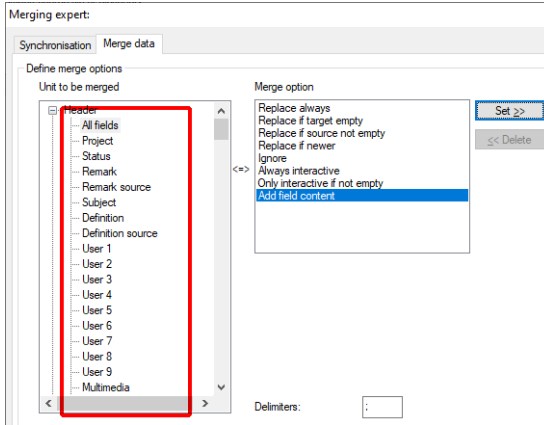 Merging expert:
Synchronisation
Merge data
Define merge options
Unit to be merged
Merge option
Header
All fields
Project
Status
Remark
Remark source
Subject
Definition
Definition source
User 1
User 2
User 3
User 4
User 5
User 6
User 7
User 8
User 9
Multimedia
<=>
Replace always
Replace if target empty
Replace if source not empty
Replace if newer
Ignore
Always interactive
Only interactive if not empty
Add field content
Set >>
<< Delete
Delimiters:
;